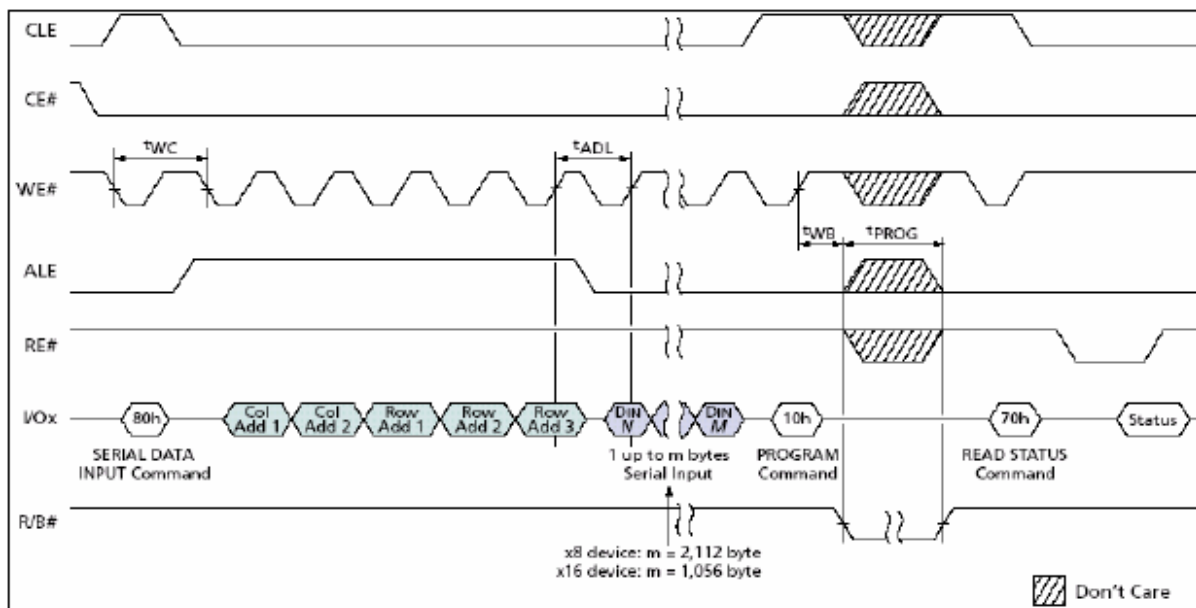 CLE
CE#
tWC
tADL
WE#
tWB
tPROG
ALE
RE#
I/Ox
80h
Col Add 1
Col Add 2
Row Add 1
Row Add 2
Row Add 3
DIN N
DIN M
10h
70h
Status
SERIAL DATA
INPUT Command
1 up to m bytes
Serial Input
PROGRAM
Command
READ STATUS
Command
R/B#
x8 device: m = 2,112 byte
x16 device: m = 1,056 byte
Don't Care